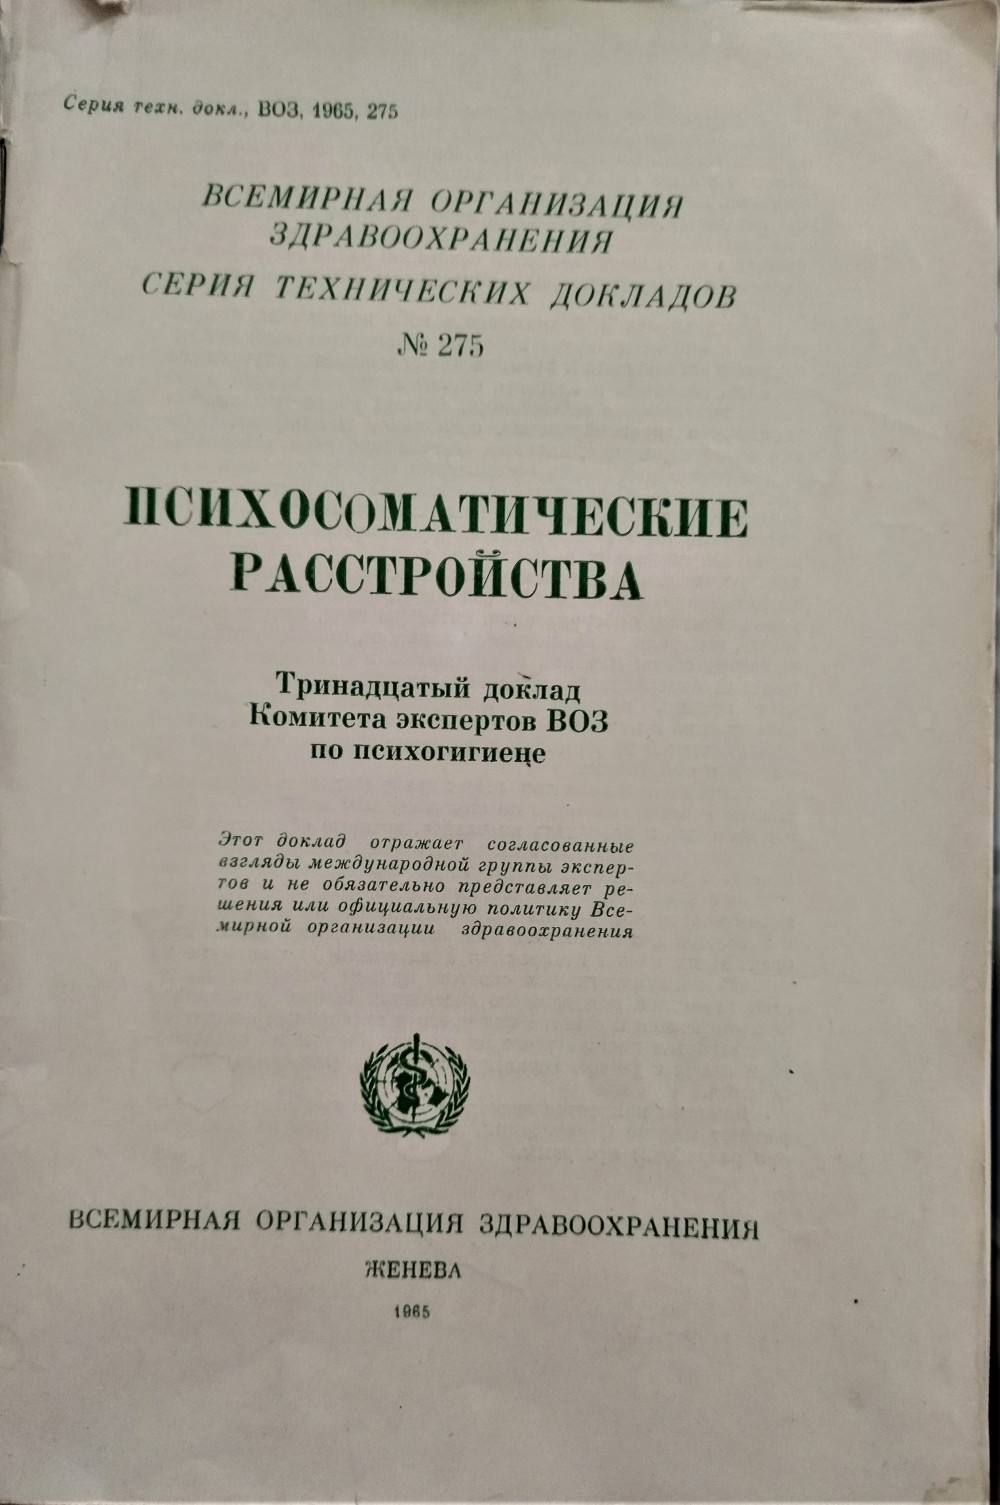 Серия техн. докл., ВОЗ, 1965, 275
ВСЕМИРНАЯ ОРГАНИЗАЦИЯ
ЗДРАВООХРАНЕНИЯ
СЕРИЯ ТЕХНИЧЕСКИХ ДОКЛАДОВ
№ 275
ПСИХОСОМАТИЧЕСКИЕ
РАССТРОЙСТВА
Тринадцатый доклад
Комитета экспертов ВОЗ
по психогигиене
Этот доклад отражает согласованные
взгляды международной группы экспер-
тов и не обязательно представляет ре-
шения или официальную политику Все-
мирной организации здравоохранения
ВСЕМИРНАЯ ОРГАНИЗАЦИЯ ЗДРАВООХРАНЕНИЯ
ЖЕНЕВА
1965